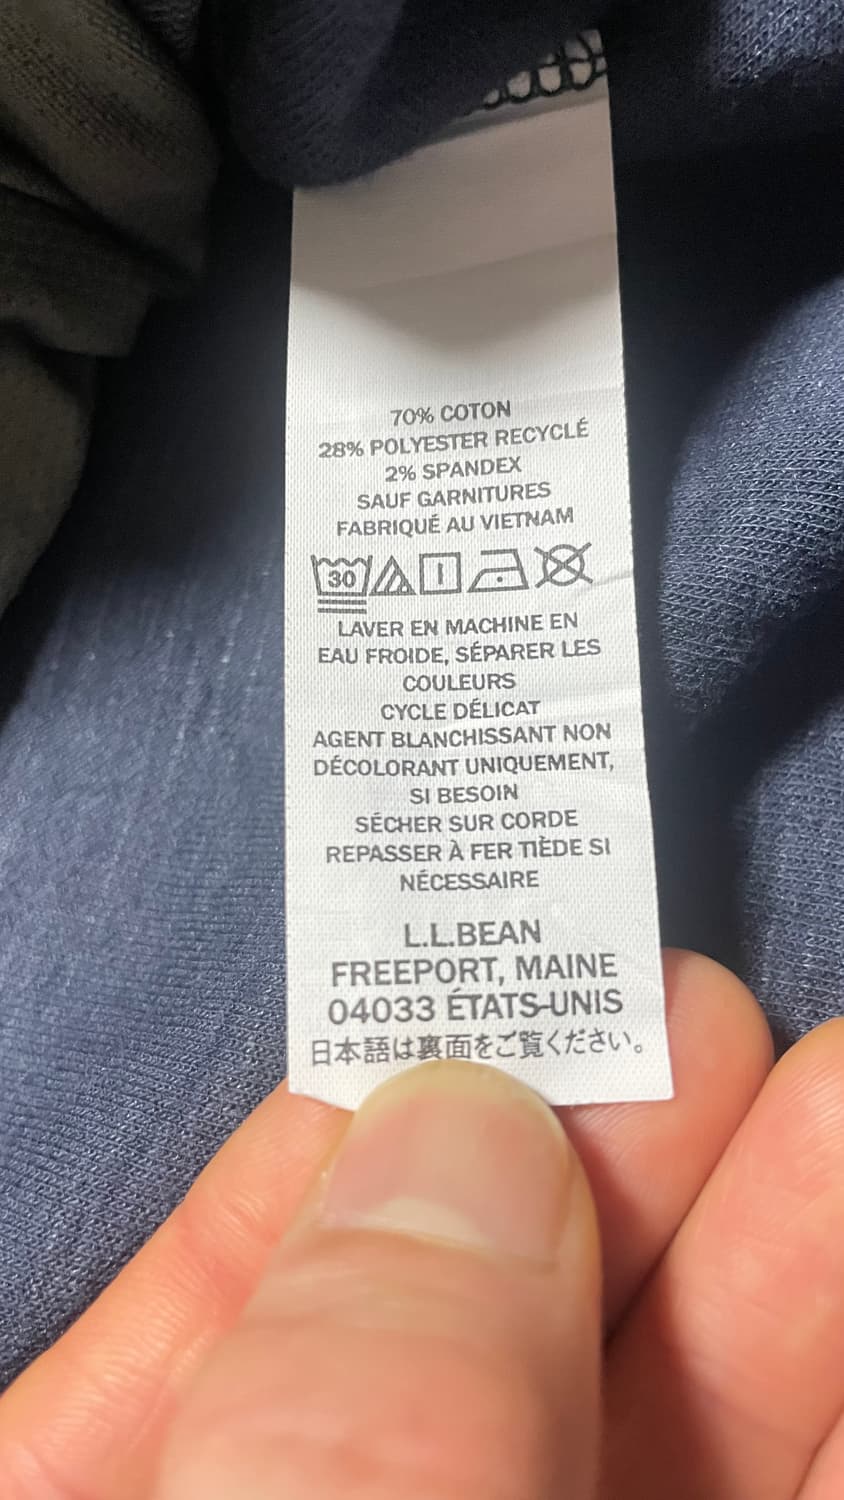 70% COTON
28% POLYESTER RECYCLÉ
2% SPANDEX
SAUF GARNITURES
FABRIQUÉ AU VIETNAM
30
LAVER EN MACHINE EN
EAU FROIDE, SÉPARER LES
COULEURS
CYCLE DÉLICAT
AGENT BLANCHISSANT NON
DÉCOLORANT UNIQUEMENT,
SI BESOIN
SÉCHER SUR CORDE
REPASSER À FER TIÈDE SI
NÉCESSAIRE
L.L.BEAN
FREEPORT, MAINE
04033 ÉTATS-UNIS
日本語は裏面をご覧ください。